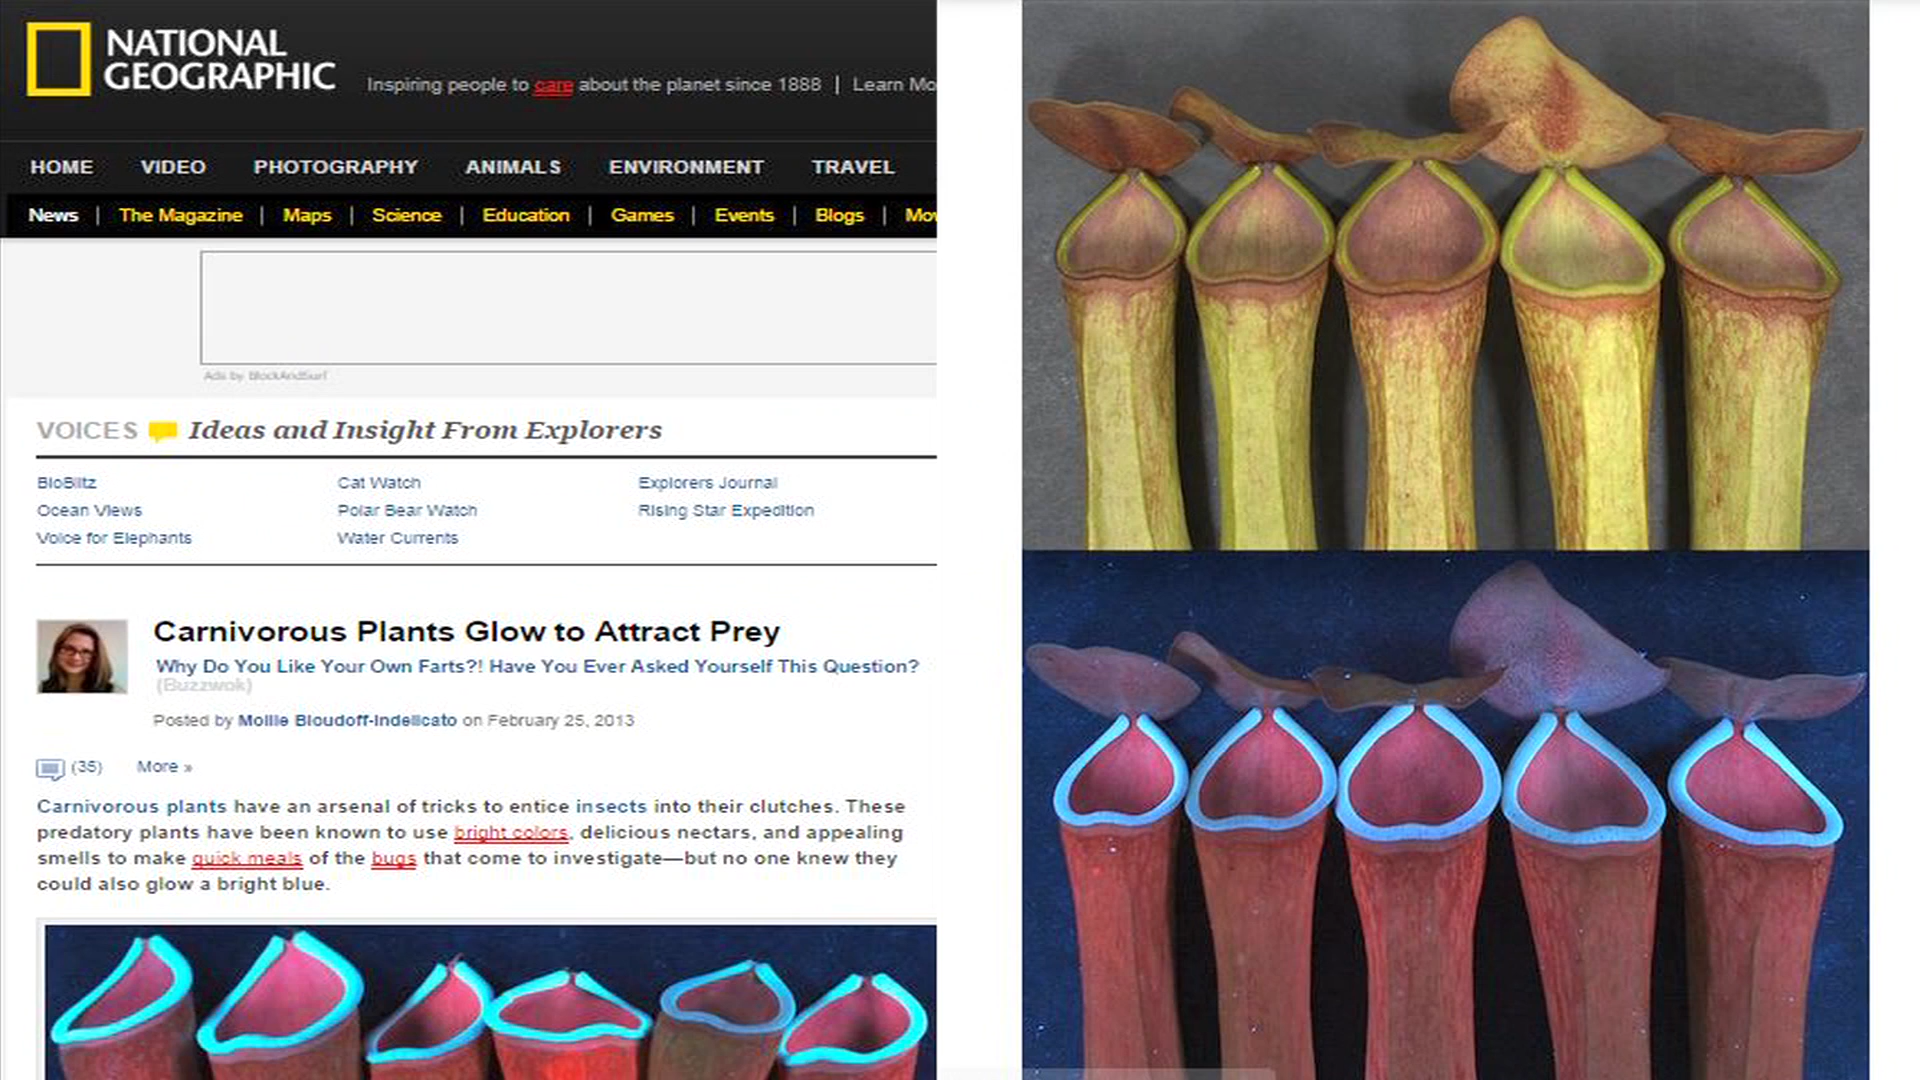 NATIONAL
GEOGRAPHIC
Inspiring people to care about the planet since 1888 | Learn Mo
HOME VIDEO PHOTOGRAPHY ANIMALS ENVIRONMENT TRAVEL
News | The Magazine | Maps | Science | Education | Games | Events | Blogs | Mov
Ads by BlockAndSurf
VOICES Ideas and Insight From Explorers
BioBlitz Cat Watch Explorers Journal
Ocean Views Polar Bear Watch Rising Star Expedition
Voice for Elephants Water Currents
Carnivorous Plants Glow to Attract Prey
Why Do You Like Your Own Farts?! Have You Ever Asked Yourself This Question?
(Buzzwok)
Posted by Mollie Bloudoff-Indelicato on February 25, 2013
(35) More »
Carnivorous plants have an arsenal of tricks to entice insects into their clutches. These
predatory plants have been known to use bright colors, delicious nectars, and appealing
smells to make quick meals of the bugs that come to investigate—but no one knew they
could also glow a bright blue.